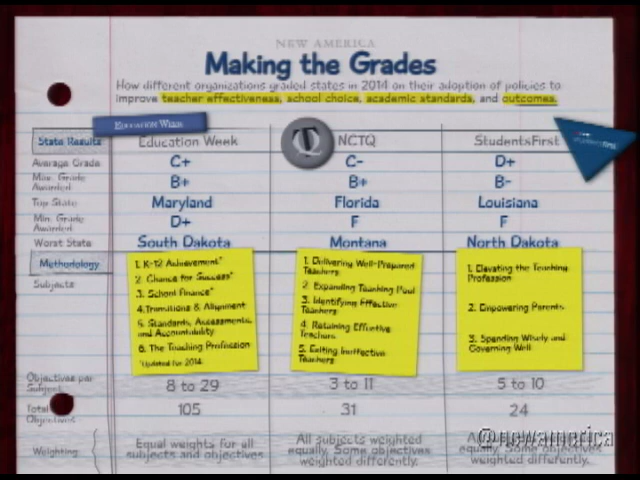 NEW AMERICA
Making the Grades
How different organizations graded states in 2014 on their adoption of policies to
improve teacher effectiveness, school choice, academic standards, and outcomes.
EDUCATION WEEK
State Results
Education Week
NCTQ
StudentsFirst
Average Grade
C+
C-
D+
Max. Grade
Awarded
B+
B+
B-
Top State
Maryland
Florida
Louisiana
Min. Grade
Awarded
D+
F
F
Worst State
South Dakota
Montana
North Dakota
Methodology
Subjects
1. K-12 Achievement*
2. Chance for Success*
3. School Finance*
4. Transitions & Alignment
5. Standards, Assessments,
and Accountability
6. The Teaching Profession
*Updated for 2014
1. Delivering Well-Prepared
Teachers
2. Expanding Teaching Pool
3. Identifying Effective
Teachers
4. Retaining Effective
Teachers
5. Exiting Ineffective
Teachers
1. Elevating the Teaching
Profession
2. Empowering Parents
3. Spending Wisely and
Governing Well
Objectives per
Subject
8 to 29
3 to 11
5 to 10
Total
Objectives
105
31
24
Weighting
Equal weights for all
subjects and objectives
All subjects weighted
equally. Some objectives
weighted differently.
equally. Some objectives
weighted differently.
@newamerica